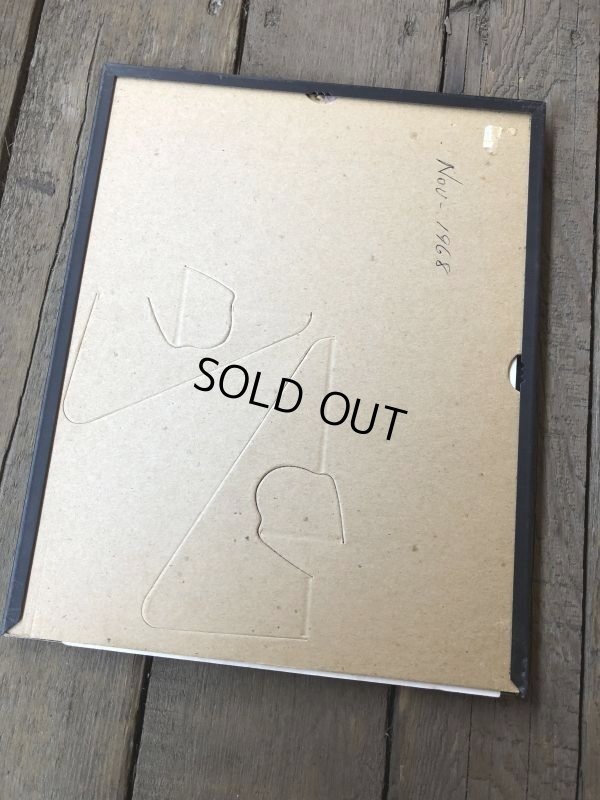 Nov - 1968
SOLD OUT